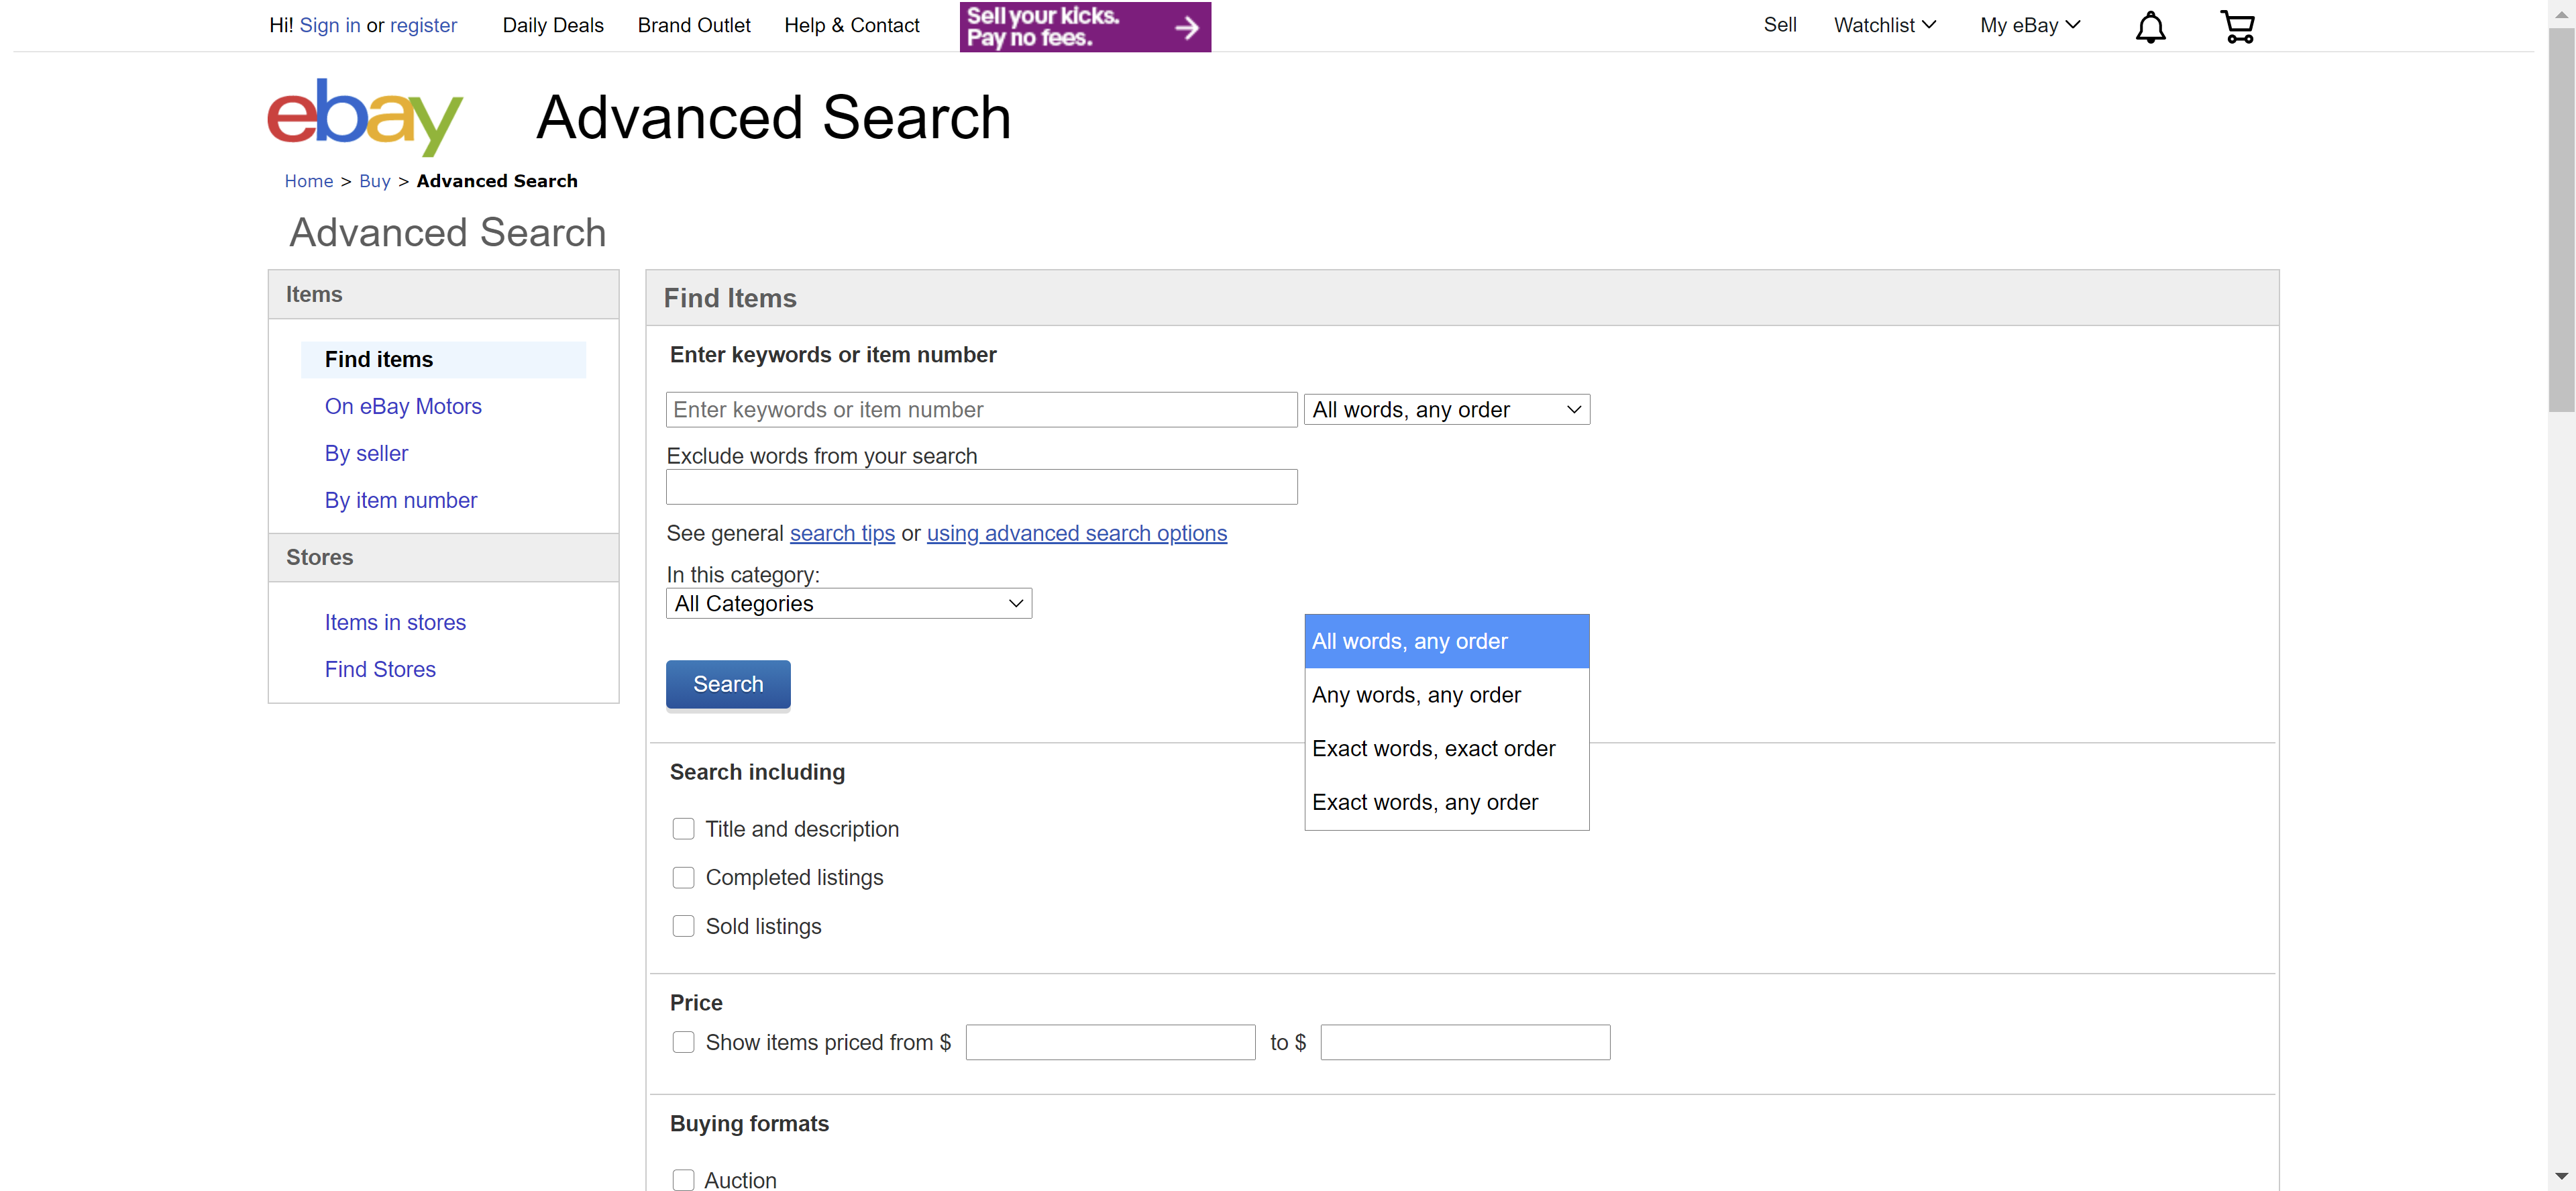 Hi! Sign in or register
Daily Deals
Brand Outlet
Help & Contact
Sell your kicks.
Pay no fees.
Sell
Watchlist
My eBay
ebay
Advanced Search
Home > Buy > Advanced Search
Advanced Search
Items
Find items
On eBay Motors
By seller
By item number
Stores
Items in stores
Find Stores
Find Items
Enter keywords or item number
Enter keywords or item number
All words, any order
Exclude words from your search
See general search tips or using advanced search options
In this category:
All Categories
Search
All words, any order
Any words, any order
Exact words, exact order
Exact words, any order
Search including
Title and description
Completed listings
Sold listings
Price
Show items priced from $
to $
Buying formats
Auction